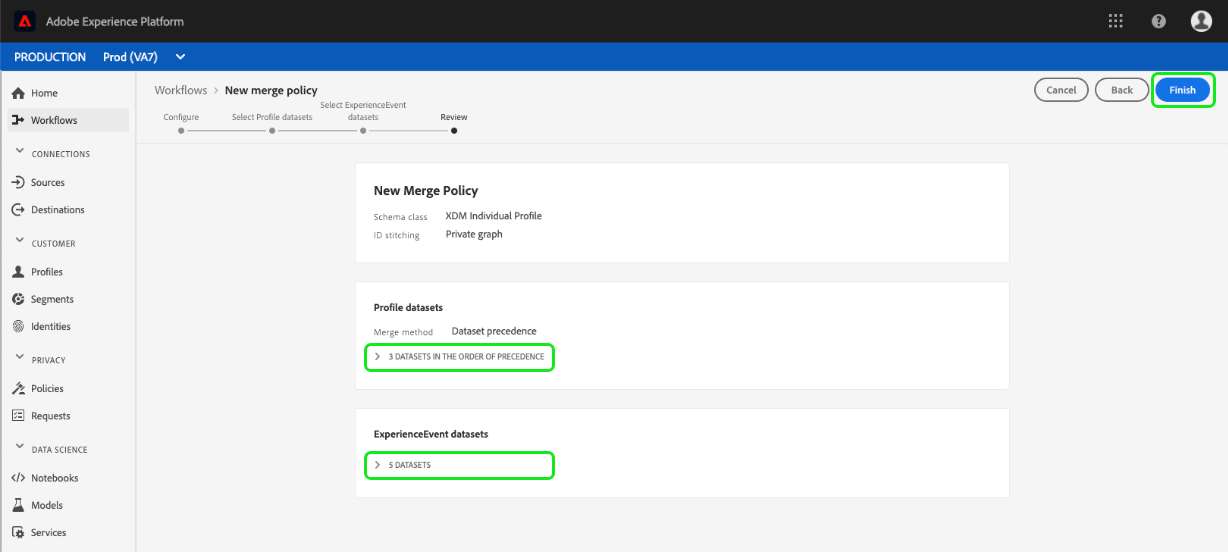 Adobe Experience Platform
PRODUCTION Prod (VA7)
Home
Workflows
CONNECTIONS
Sources
Destinations
CUSTOMER
Profiles
Segments
Identities
PRIVACY
Policies
Requests
DATA SCIENCE
Notebooks
Models
Services
Workflows > New merge policy
Cancel
Back
Finish
Configure
Select Profile datasets
Select ExperienceEvent
datasets
Review
New Merge Policy
Schema class XDM Individual Profile
ID stitching Private graph
Profile datasets
Merge method Dataset precedence
3 DATASETS IN THE ORDER OF PRECEDENCE
ExperienceEvent datasets
5 DATASETS